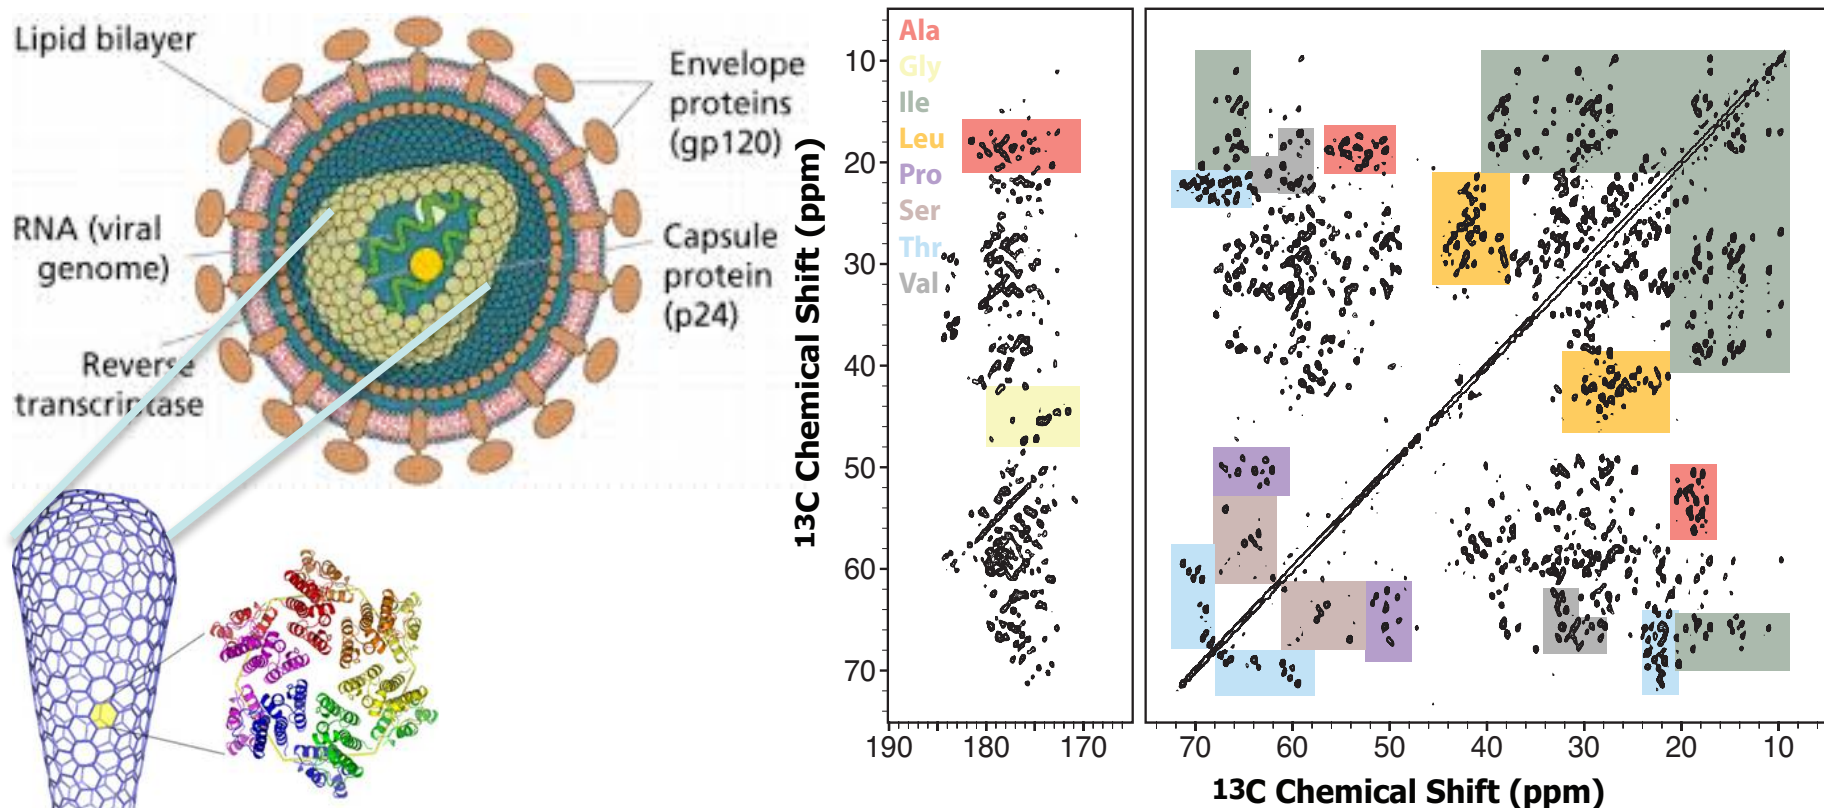 Lipid bilayer
Envelope
proteins
(gp120)
RNA (viral
genome)
Capsule
protein
(p24)
Reverse
transcriptase
13C Chemical Shift (ppm)
10
20
30
40
50
60
70
Ala
Gly
Ile
Leu
Pro
Ser
Thr
Val
190 180 170
70 60 50 40 30 20 10
13C Chemical Shift (ppm)